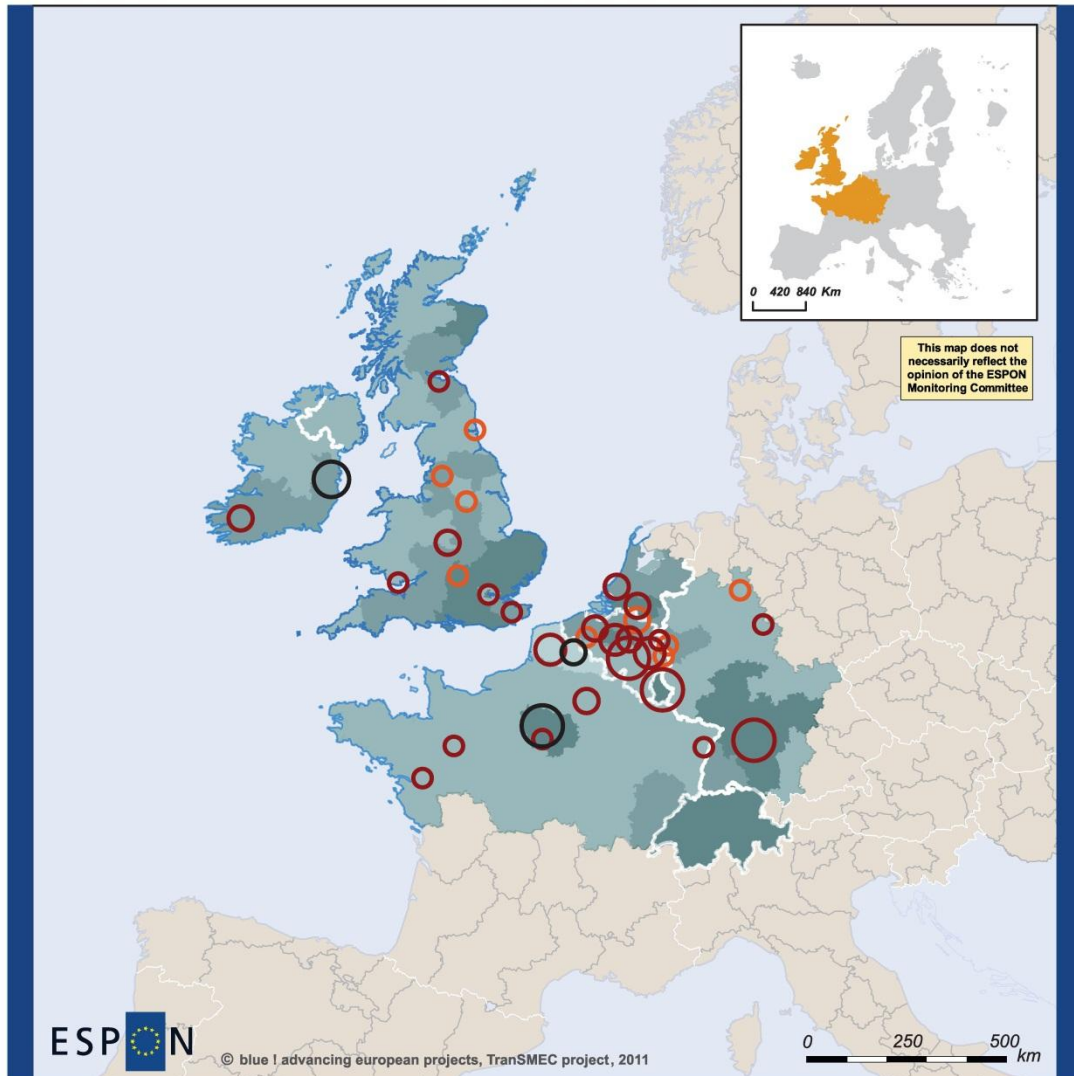 0 420 840 Km
This map does not
necessarily reflect the
opinion of the ESPON
Monitoring Committee
ESPON
© blue ! advancing european projects, TranSMEC project, 2011
0 250 500
km